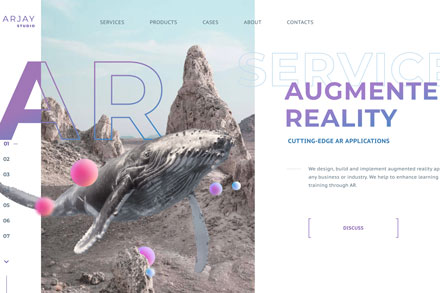 ARJAY
STUDIO
SERVICES
PRODUCTS
CASES
ABOUT
CONTACTS
AR
SERVICE
AUGMENTE
REALITY
CUTTING-EDGE AR APPLICATIONS
We design, build and implement augmented reality ap
any business or industry. We help to enhance learning
training through AR
DISCUSS
01
02
03
05
06
07